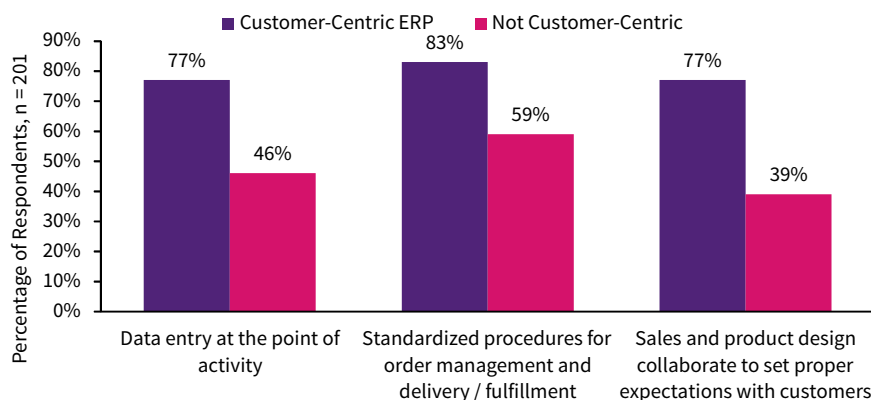 Customer-Centric ERP Not Customer-Centric
Percentage of Respondents, n = 201
90%
80%
70%
60%
50%
40%
30%
20%
10%
0%
77%
46%
83%
59%
77%
39%
Data entry at the point of
activity
Standardized procedures for
order management and
delivery / fulfillment
Sales and product design
collaborate to set proper
expectations with customers